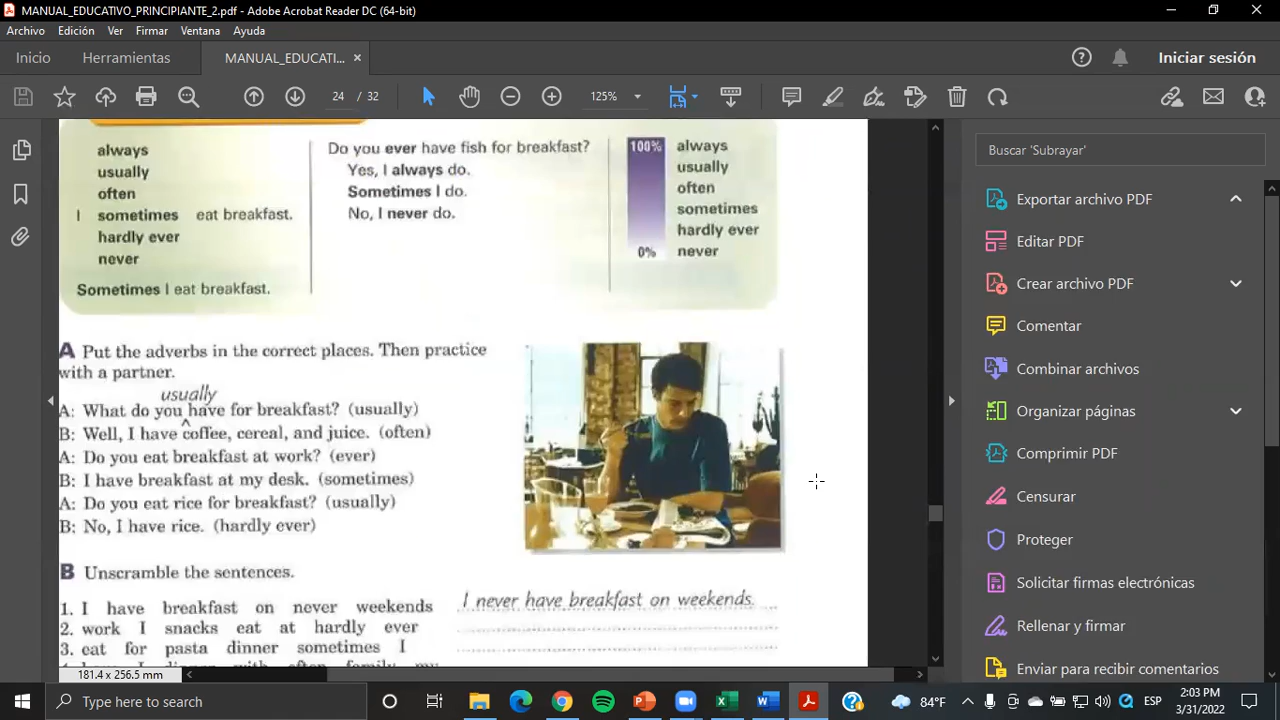 MANUAL_EDUCATIVO_PRINCIPIANTE_2.pdf - Adobe Acrobat Reader DC (64-bit)
Archivo Edición Ver Firmar Ventana Ayuda
Inicio Herramientas MANUAL_EDUCATI... × Iniciar sesión
24 / 32 125%
always
usually
often
I sometimes eat breakfast.
hardly ever
never
Sometimes I eat breakfast.
Do you ever have fish for breakfast?
Yes, I always do.
Sometimes I do.
No, I never do.
100% always
usually
often
sometimes
hardly ever
0% never
A Put the adverbs in the correct places. Then practice
with a partner.
usually
A: What do you have for breakfast? (usually)
B: Well, I have coffee, cereal, and juice. (often)
A: Do you eat breakfast at work? (ever)
B: I have breakfast at my desk. (sometimes)
A: Do you eat rice for breakfast? (usually)
B: No, I have rice. (hardly ever)
B Unscramble the sentences.
1. I have breakfast on never weekends I never have breakfast on weekends.
2. work I snacks eat at hardly ever
3. eat for pasta dinner sometimes I
181.4 x 256.5 mm
Buscar 'Subrayar'
Exportar archivo PDF
Editar PDF
Crear archivo PDF
Comentar
Combinar archivos
Organizar páginas
Comprimir PDF
Censurar
Proteger
Solicitar firmas electrónicas
Rellenar y firmar
Enviar para recibir comentarios
Type here to search
84°F ESP
2:03 PM
3/31/2022